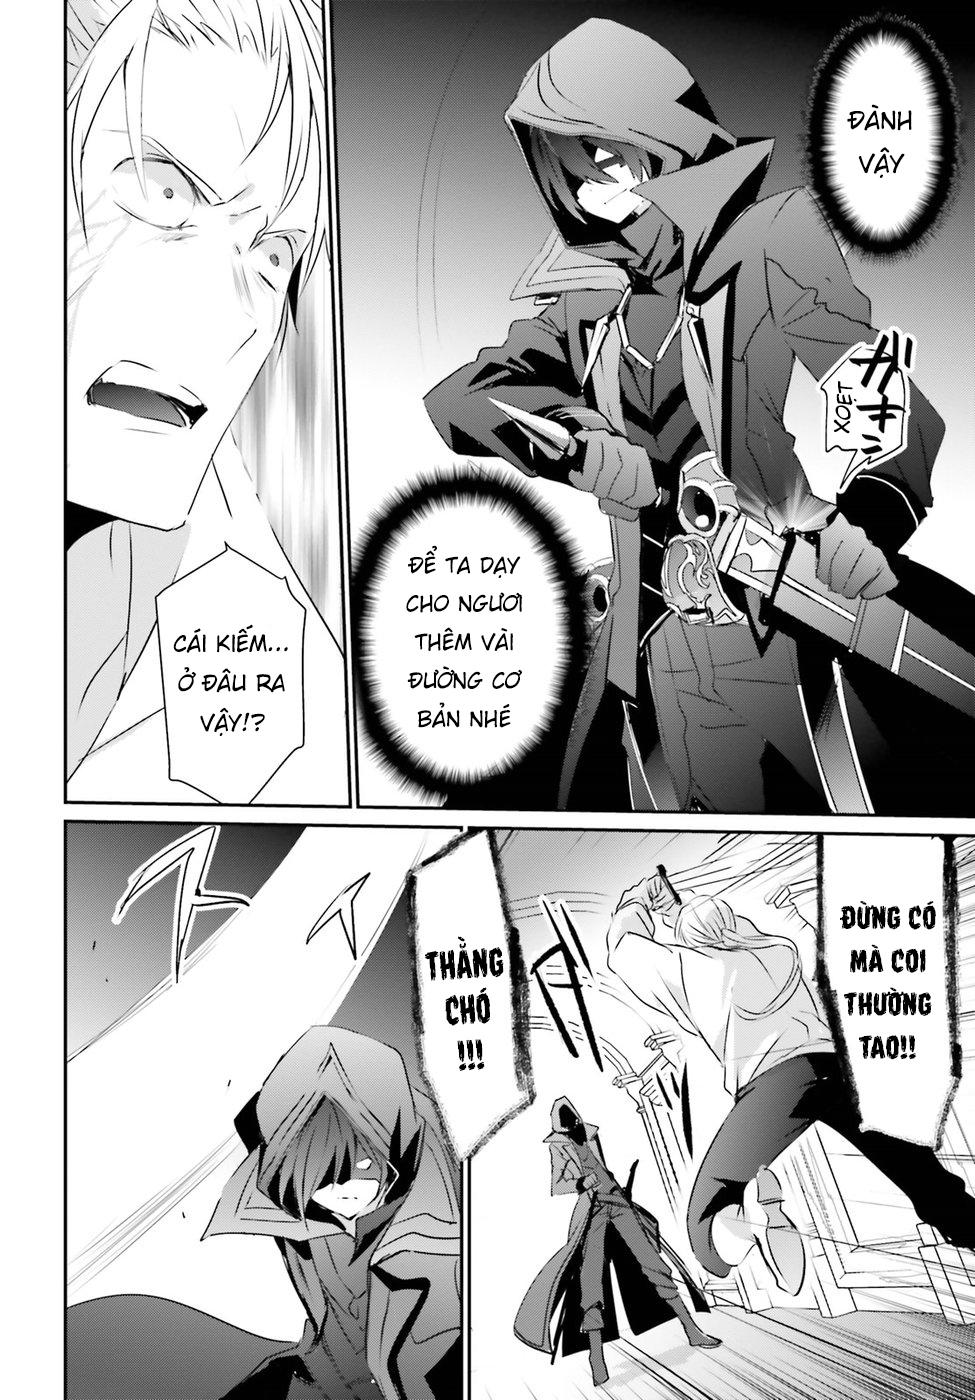 ĐÀNH
VẬY
ガキン
XOẸT
ĐỂ TA DẠY
CHO NGƯƠI
THÊM VÀI
ĐƯỜNG CƠ
BẢN NHÉ
CÁI KIẾM...
Ở ĐÂU RA
VẬY!?
ĐỪNG CÓ
MÀ COI
THƯỜNG
TAO!!
THẰNG
CHÓ
!!!